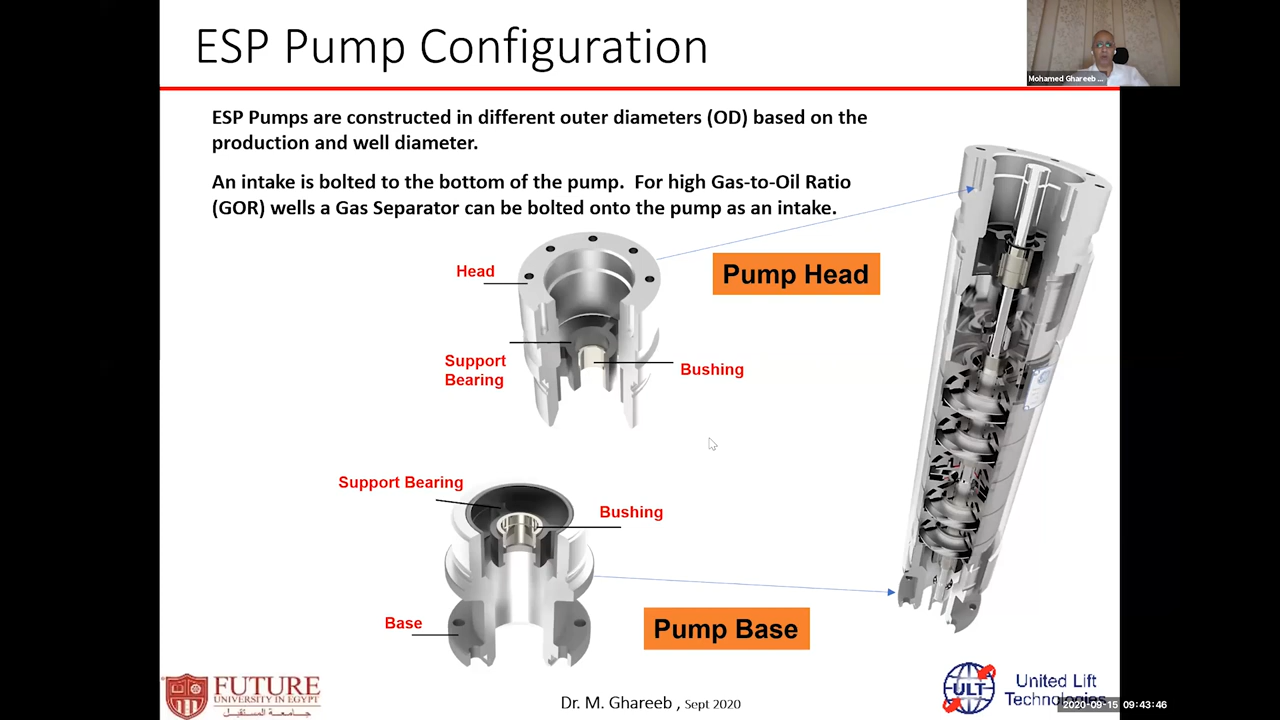 ESP Pump Configuration
Mohamed Ghareeb ...
ESP Pumps are constructed in different outer diameters (OD) based on the
production and well diameter.
An intake is bolted to the bottom of the pump. For high Gas-to-Oil Ratio
(GOR) wells a Gas Separator can be bolted onto the pump as an intake.
Head
Pump Head
Support
Bearing
Bushing
Support Bearing
Bushing
Base
Pump Base
FUTURE
UNIVERSITY IN EGYPT
جامعة المستقبل
Dr. M. Ghareeb , Sept 2020
ULT
United Lift
Technologies
2020-09-15 09:43:46